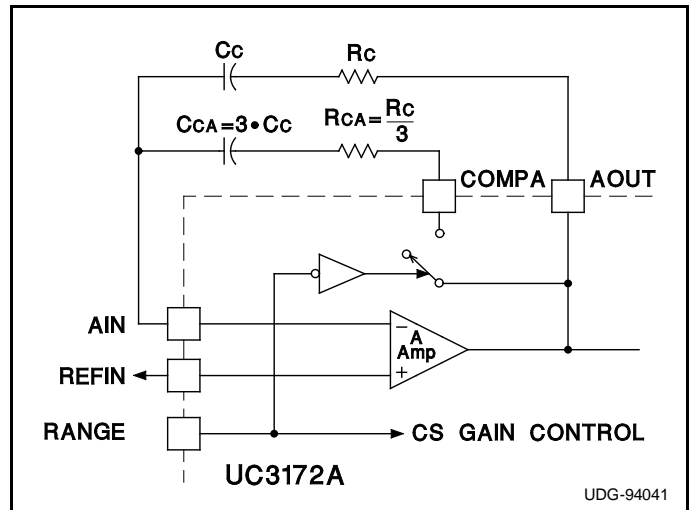 Cc
Rc
CcA=3•Cc
RcA=Rc/3
COMPA
AOUT
AIN
−
A
Amp
+
REFIN
RANGE
CS GAIN CONTROL
UC3172A
UDG-94041